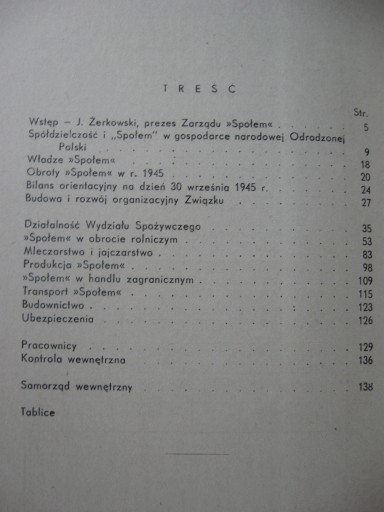 TREŚĆ
Str.
Wstęp – J. Żerkowski, prezes Zarządu »Społem« . . . . . 5
Spółdzielczość i „Społem” w gospodarce narodowej Odrodzonej
Polski . . . . . 9
Władze »Społem« . . . . . 18
Obroty »Społem« w r. 1945 . . . . . 20
Bilans orientacyjny na dzień 30 września 1945 r. . . . . . 24
Budowa i rozwój organizacyjny Związku . . . . . 27
Działalność Wydziału Spożywczego . . . . . 35
»Społem« w obrocie rolniczym . . . . . 53
Mleczarstwo i jajczarstwo . . . . . 83
Produkcja »Społem« . . . . . 98
»Społem« w handlu zagranicznym . . . . . 109
Transport »Społem« . . . . . 115
Budownictwo . . . . . 123
Ubezpieczenia . . . . . 126
Pracownicy . . . . . 129
Kontrola wewnętrzna . . . . . 136
Samorząd wewnętrzny . . . . . 138
Tablice